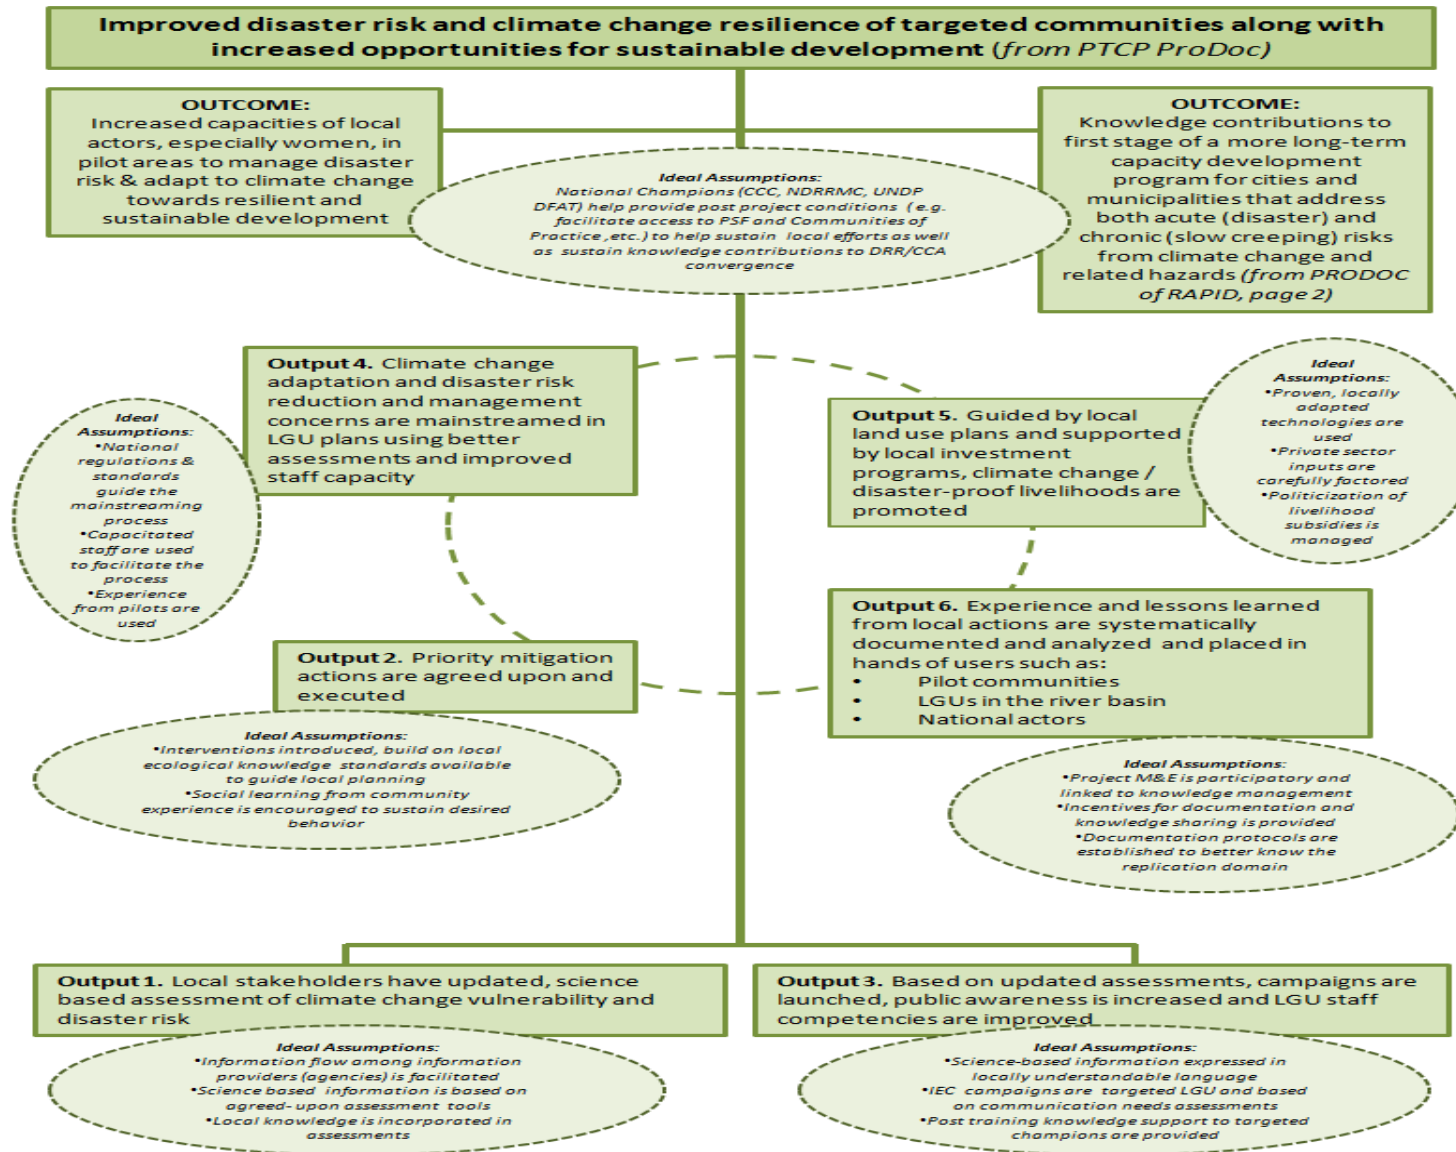 Improved disaster risk and climate change resilience of targeted communities along with
increased opportunities for sustainable development (from PTCP ProDoc)
OUTCOME:
Increased capacities of local
actors, especially women, in
pilot areas to manage disaster
risk & adapt to climate change
towards resilient and
sustainable development
Ideal Assumptions:
National Champions (CCC, NDRRMC, UNDP
DFAT) help provide post project conditions ( e.g.
facilitate access to PSF and Communities of
Practice ,etc.) to help sustain local efforts as well
as sustain knowledge contributions to DRR/CCA
convergence
OUTCOME:
Knowledge contributions to
first stage of a more long-term
capacity development
program for cities and
municipalities that address
both acute (disaster) and
chronic (slow creeping) risks
from climate change and
related hazards (from PRODOC
of RAPID, page 2)
Output 4. Climate change
adaptation and disaster risk
reduction and management
concerns are mainstreamed in
LGU plans using better
assessments and improved
staff capacity
Ideal
Assumptions:
•National
regulations &
standards
guide the
mainstreaming
process
•Capacitated
staff are used
to facilitate the
process
•Experience
from pilots are
used
Output 5. Guided by local
land use plans and supported
by local investment
programs, climate change /
disaster-proof livelihoods are
promoted
Ideal
Assumptions:
•Proven, locally
adapted
technologies are
used
•Private sector
inputs are
carefully factored
•Politicization of
livelihood
subsidies is
managed
Output 2. Priority mitigation
actions are agreed upon and
executed
Ideal Assumptions:
•Interventions introduced, build on local
ecological knowledge standards available
to guide local planning
•Social learning from community
experience is encouraged to sustain desired
behavior
Output 6. Experience and lessons learned
from local actions are systematically
documented and analyzed and placed in
hands of users such as:
• Pilot communities
• LGUs in the river basin
• National actors
Ideal Assumptions:
•Project M&E is participatory and
linked to knowledge management
•Incentives for documentation and
knowledge sharing is provided
•Documentation protocols are
established to better know the
replication domain
Output 1. Local stakeholders have updated, science
based assessment of climate change vulnerability and
disaster risk
Ideal Assumptions:
•Information flow among information
providers (agencies) is facilitated
•Science based information is based on
agreed- upon assessment tools
•Local knowledge is incorporated in
assessments
Output 3. Based on updated assessments, campaigns are
launched, public awareness is increased and LGU staff
competencies are improved
Ideal Assumptions:
•Science-based information expressed in
locally understandable language
•IEC campaigns are targeted LGU and based
on communication needs assessments
•Post training knowledge support to targeted
champions are provided